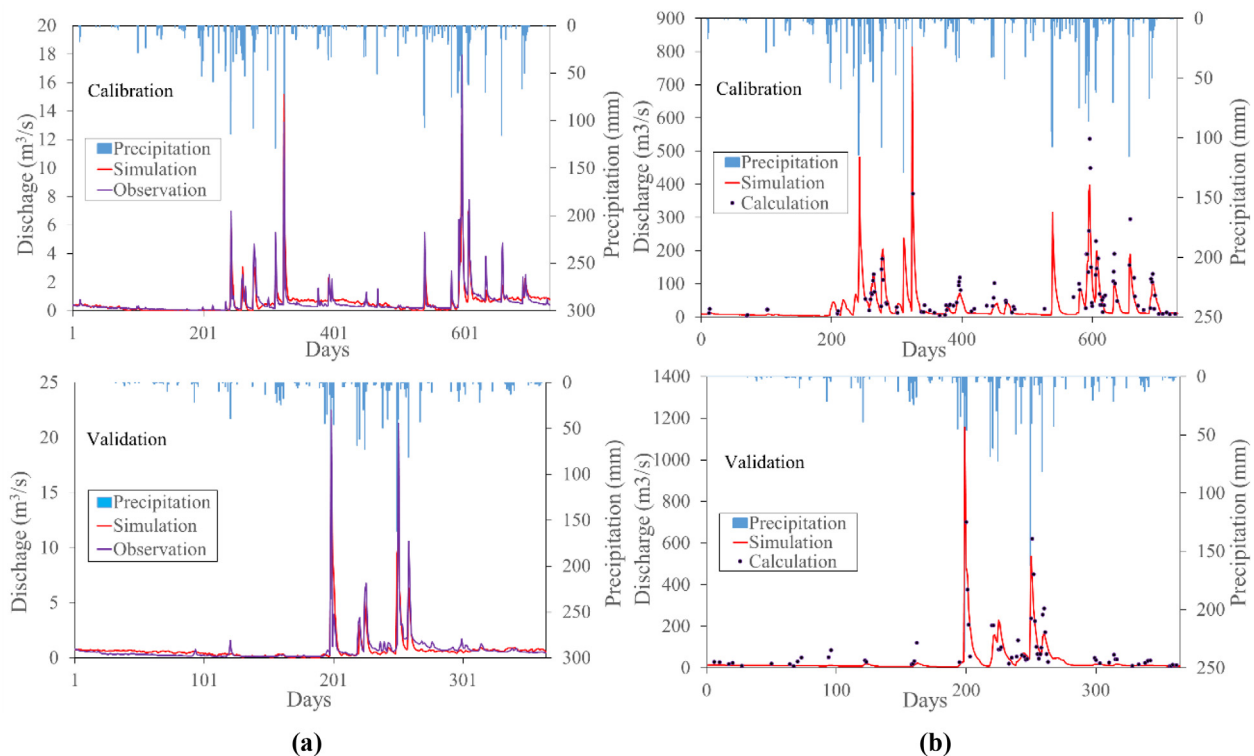 20
18
16
14
12
10
8
6
4
2
0
Discharge (m³/s)
Calibration
Precipitation
Simulation
Observation
0
50
100
150
200
250
300
Precipitation (mm)
1
201
401
601
Days
900
800
700
600
500
400
300
200
100
0
Discharge (m3/s)
Calibration
Precipitation
Simulation
Calculation
0
50
100
150
200
250
Precipitation (mm)
0
200
400
600
Days
25
20
15
10
5
0
Dischage (m³/s)
Validation
Precipitation
Simulation
Observation
0
50
100
150
200
250
300
Precipitation (mm)
1
101
201
301
Days
1400
1200
1000
800
600
400
200
0
Discharge (m3/s)
Validation
Precipitation
Simulation
Calculation
0
50
100
150
200
250
Precipitation (mm)
0
100
200
300
Days
(a)
(b)